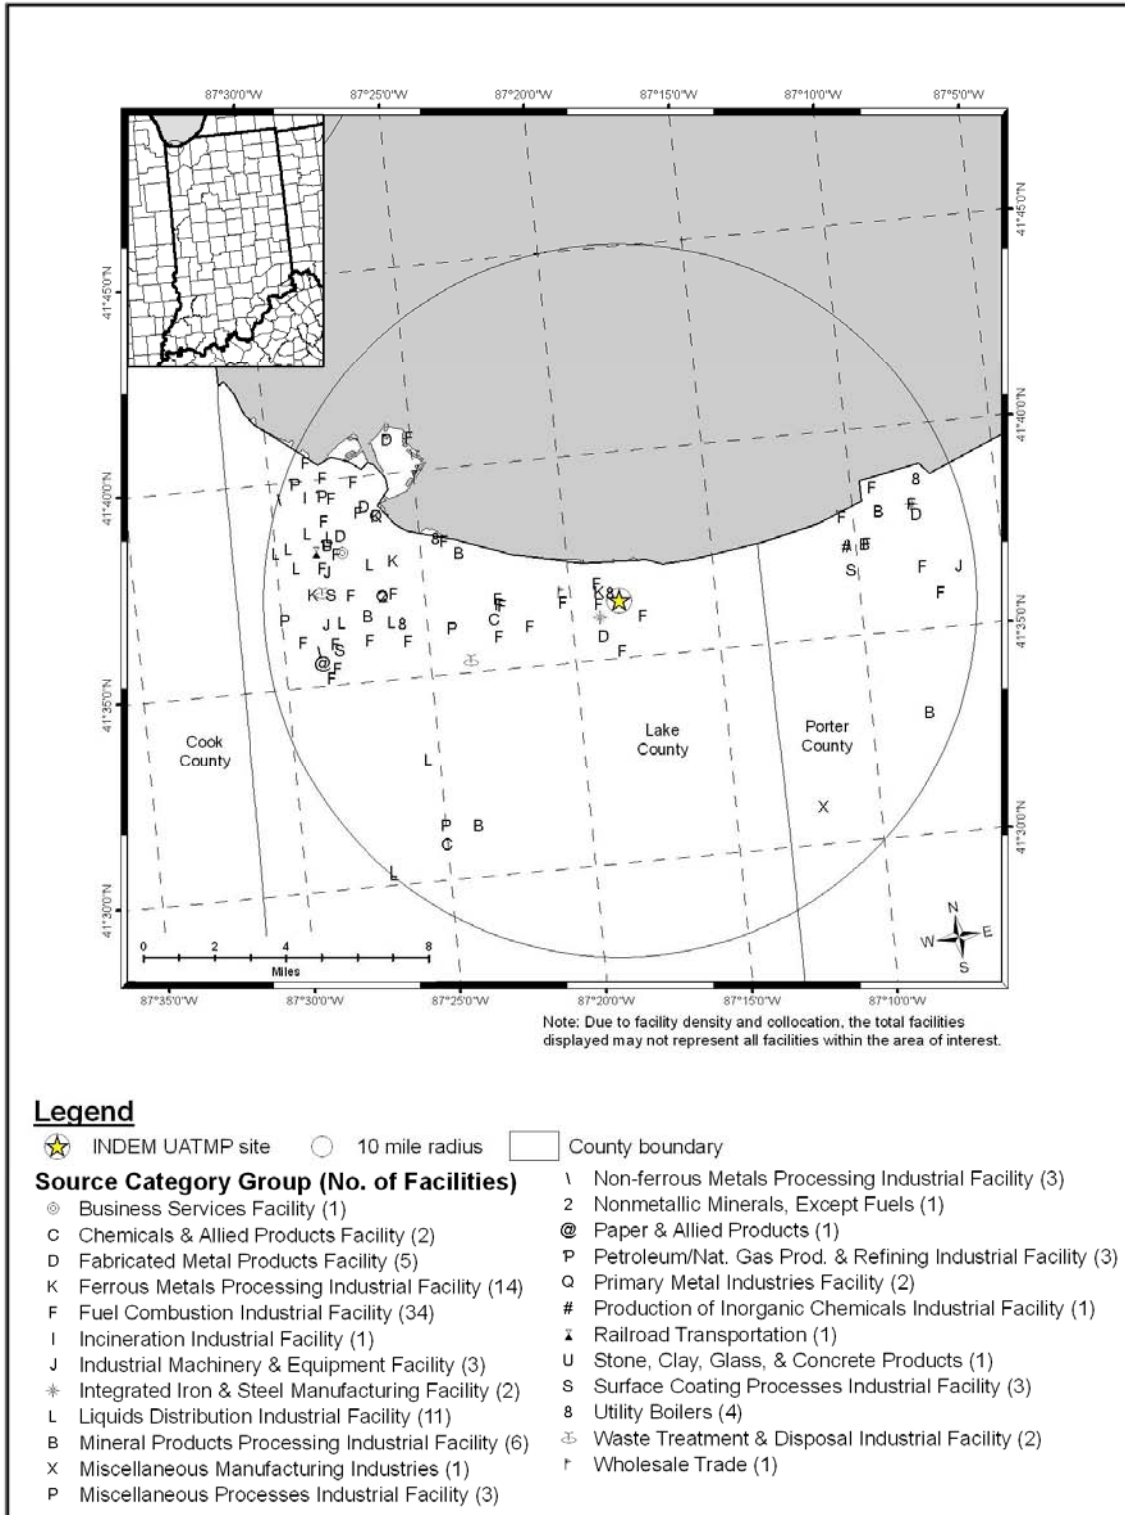 87°30'0"W 87°25'0"W 87°20'0"W 87°15'0"W 87°10'0"W 87°5'0"W
41°45'0"N
41°45'0"N
41°40'0"N
41°40'0"N
41°35'0"N
41°35'0"N
41°30'0"N
41°30'0"N
Cook
County
Lake
County
Porter
County
N
W E
S
0 2 4 8
Miles
87°35'0"W 87°30'0"W 87°25'0"W 87°20'0"W 87°15'0"W 87°10'0"W
Note: Due to facility density and collocation, the total facilities
displayed may not represent all facilities within the area of interest.
Legend
INDEM UATMP site 10 mile radius County boundary
Source Category Group (No. of Facilities)
Business Services Facility (1)
C Chemicals & Allied Products Facility (2)
D Fabricated Metal Products Facility (5)
K Ferrous Metals Processing Industrial Facility (14)
F Fuel Combustion Industrial Facility (34)
I Incineration Industrial Facility (1)
J Industrial Machinery & Equipment Facility (3)
Integrated Iron & Steel Manufacturing Facility (2)
L Liquids Distribution Industrial Facility (11)
B Mineral Products Processing Industrial Facility (6)
X Miscellaneous Manufacturing Industries (1)
P Miscellaneous Processes Industrial Facility (3)
\ Non-ferrous Metals Processing Industrial Facility (3)
2 Nonmetallic Minerals, Except Fuels (1)
@ Paper & Allied Products (1)
P Petroleum/Nat. Gas Prod. & Refining Industrial Facility (3)
Q Primary Metal Industries Facility (2)
# Production of Inorganic Chemicals Industrial Facility (1)
Railroad Transportation (1)
U Stone, Clay, Glass, & Concrete Products (1)
S Surface Coating Processes Industrial Facility (3)
8 Utility Boilers (4)
Waste Treatment & Disposal Industrial Facility (2)
Wholesale Trade (1)